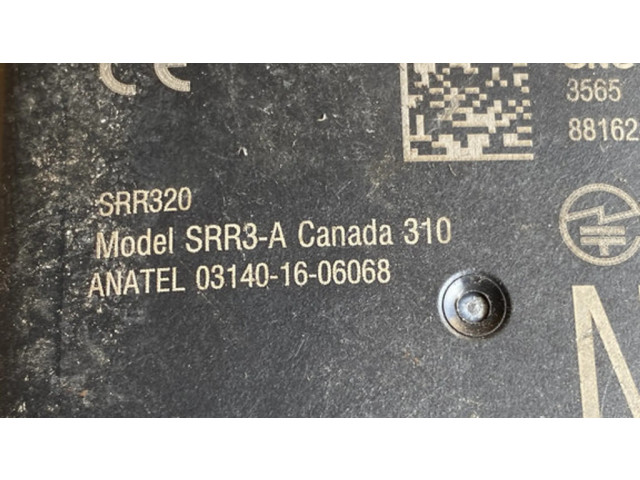 CE
3565
88162
SRR320
Model SRR3-A Canada 310
ANATEL 03140-16-06068
M